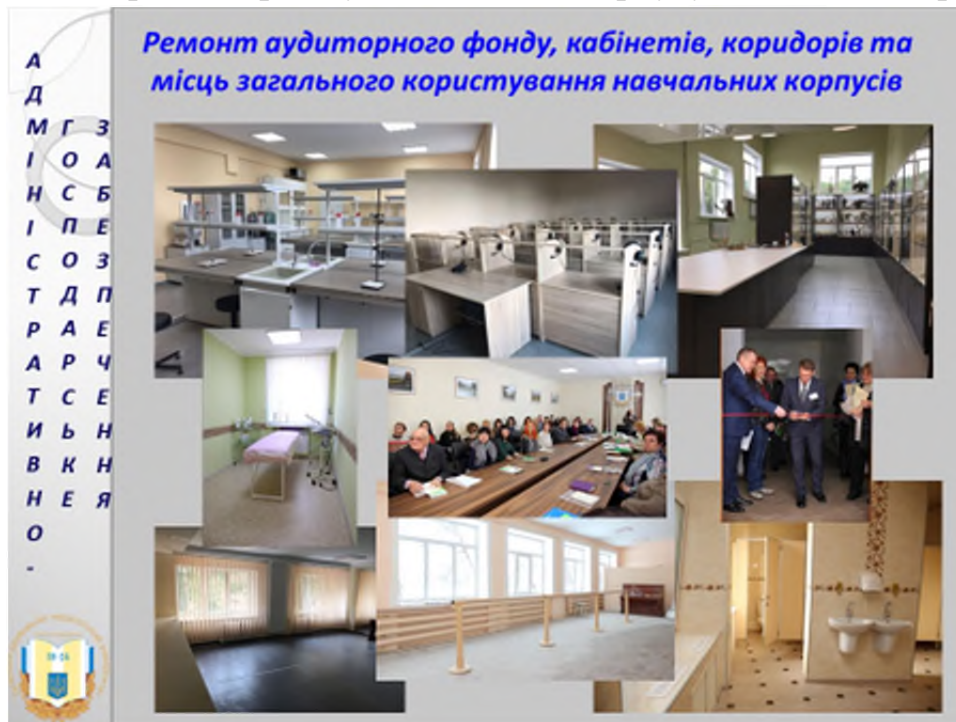 Ремонт аудиторного фонду, кабінетів, коридорів та
місць загального користування навчальних корпусів
АДМІНІСТРАТИВНО-
ГОСПОДАРСЬКЕ
ЗАБЕЗПЕЧЕННЯ